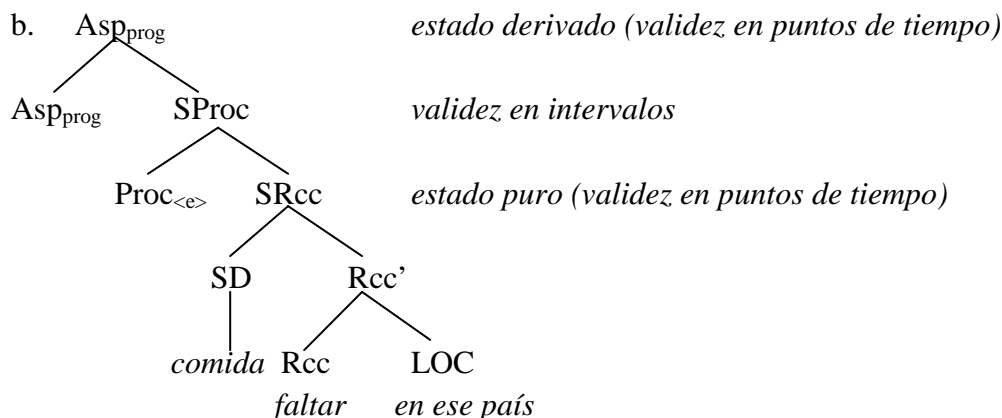 b. Asp_prog estado derivado (validez en puntos de tiempo)
Asp_prog SProc validez en intervalos
Proc_<e> SRcc estado puro (validez en puntos de tiempo)
SD Rcc’
comida Rcc LOC
faltar en ese país